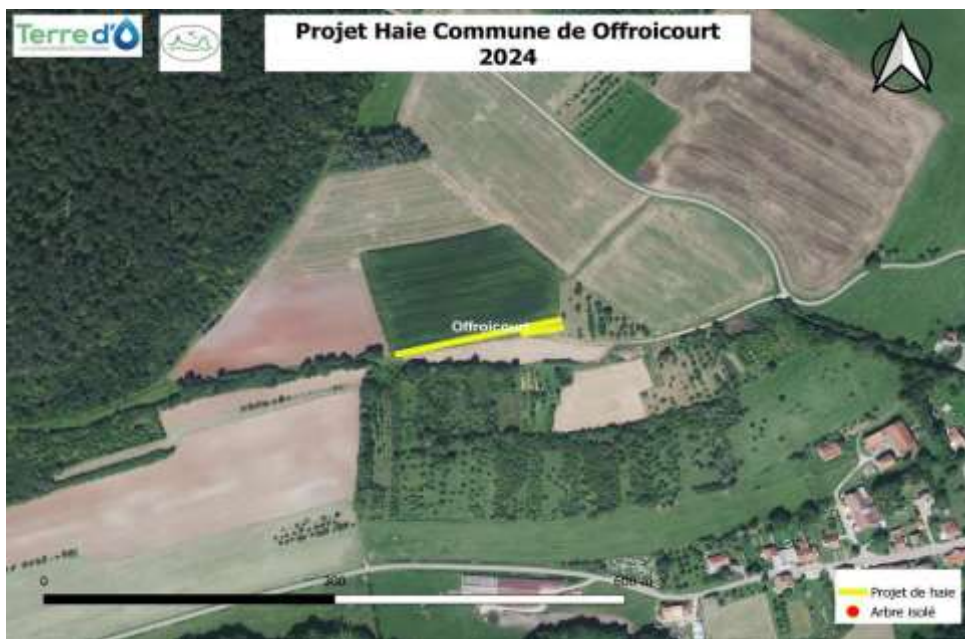 Terre d'
Projet Haie Commune de Offroicourt
2024
Offroicourt
0
300
600 m
Projet de haie
Arbre isolé